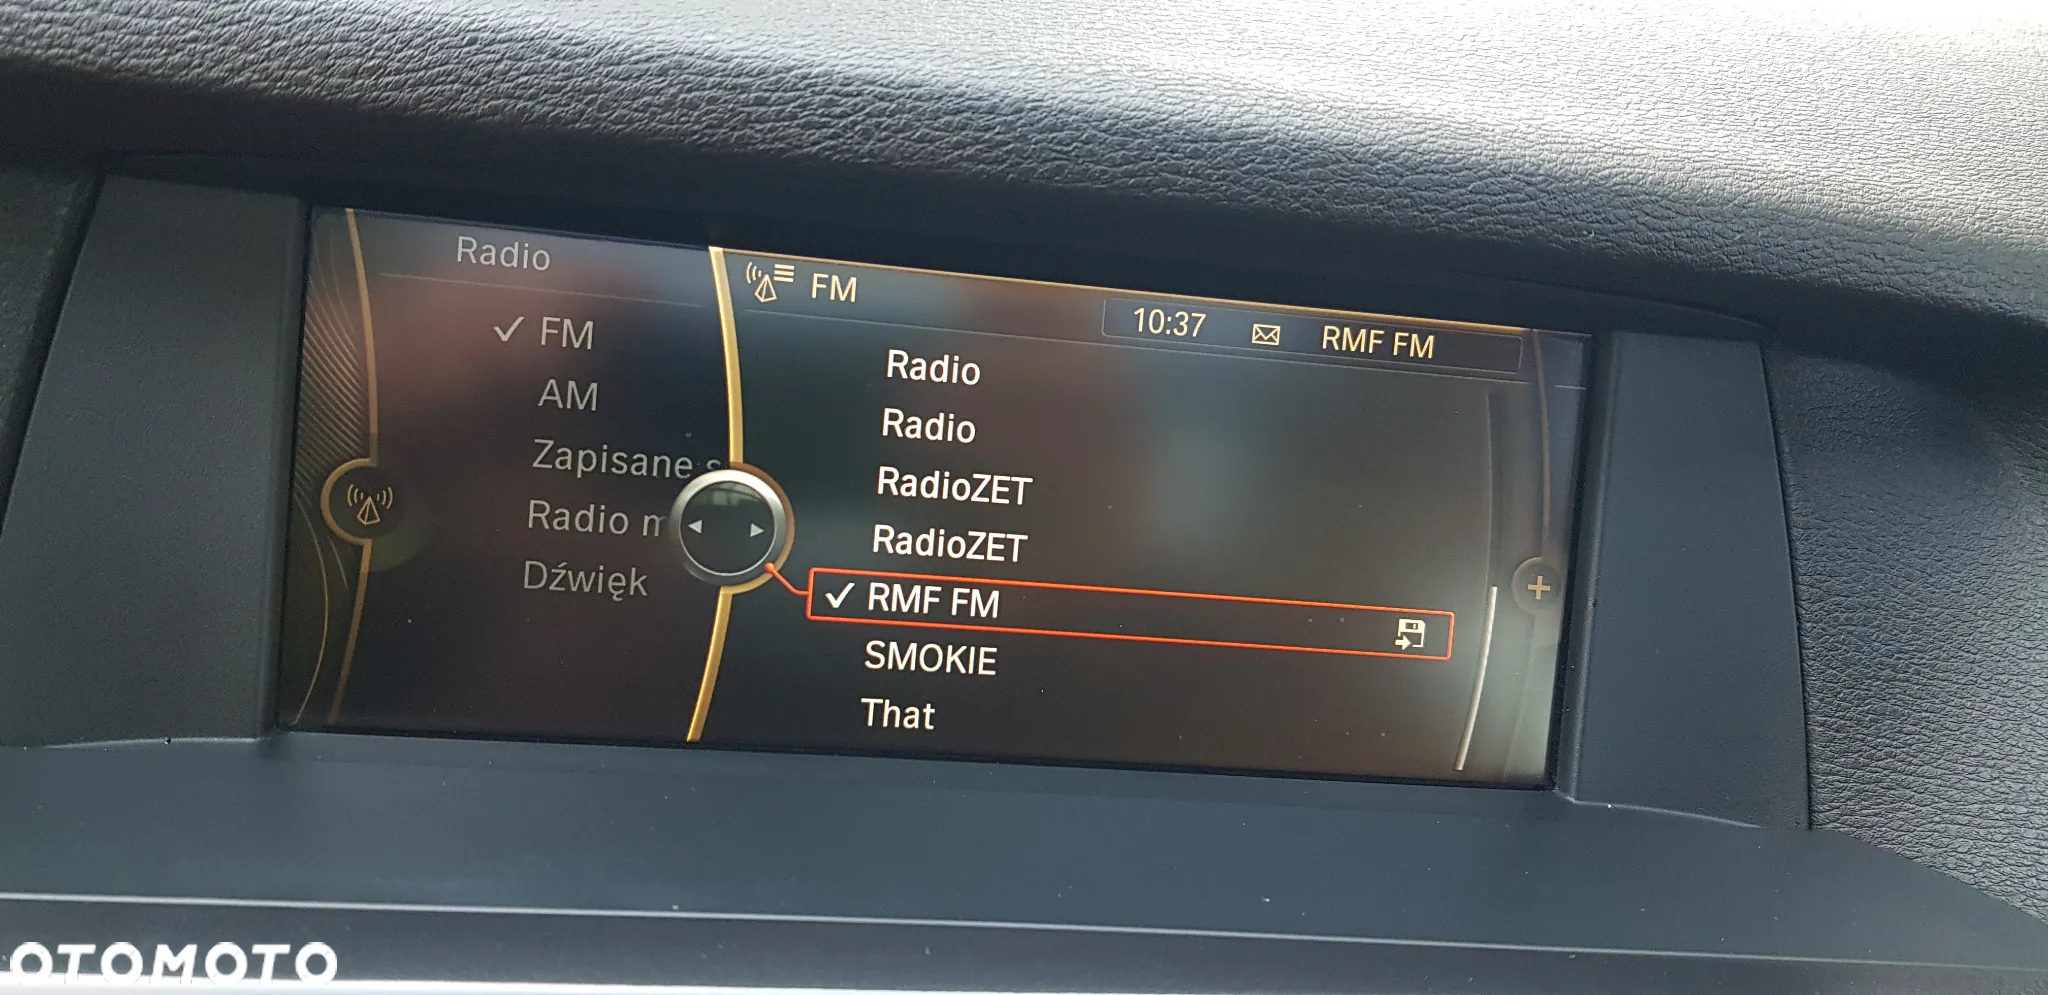 Radio
✓ FM
AM
Zapisane s
Radio m
Dźwięk
FM
10:37 RMF FM
Radio
Radio
RadioZET
RadioZET
✓ RMF FM
SMOKIE
That
OTOMOTO